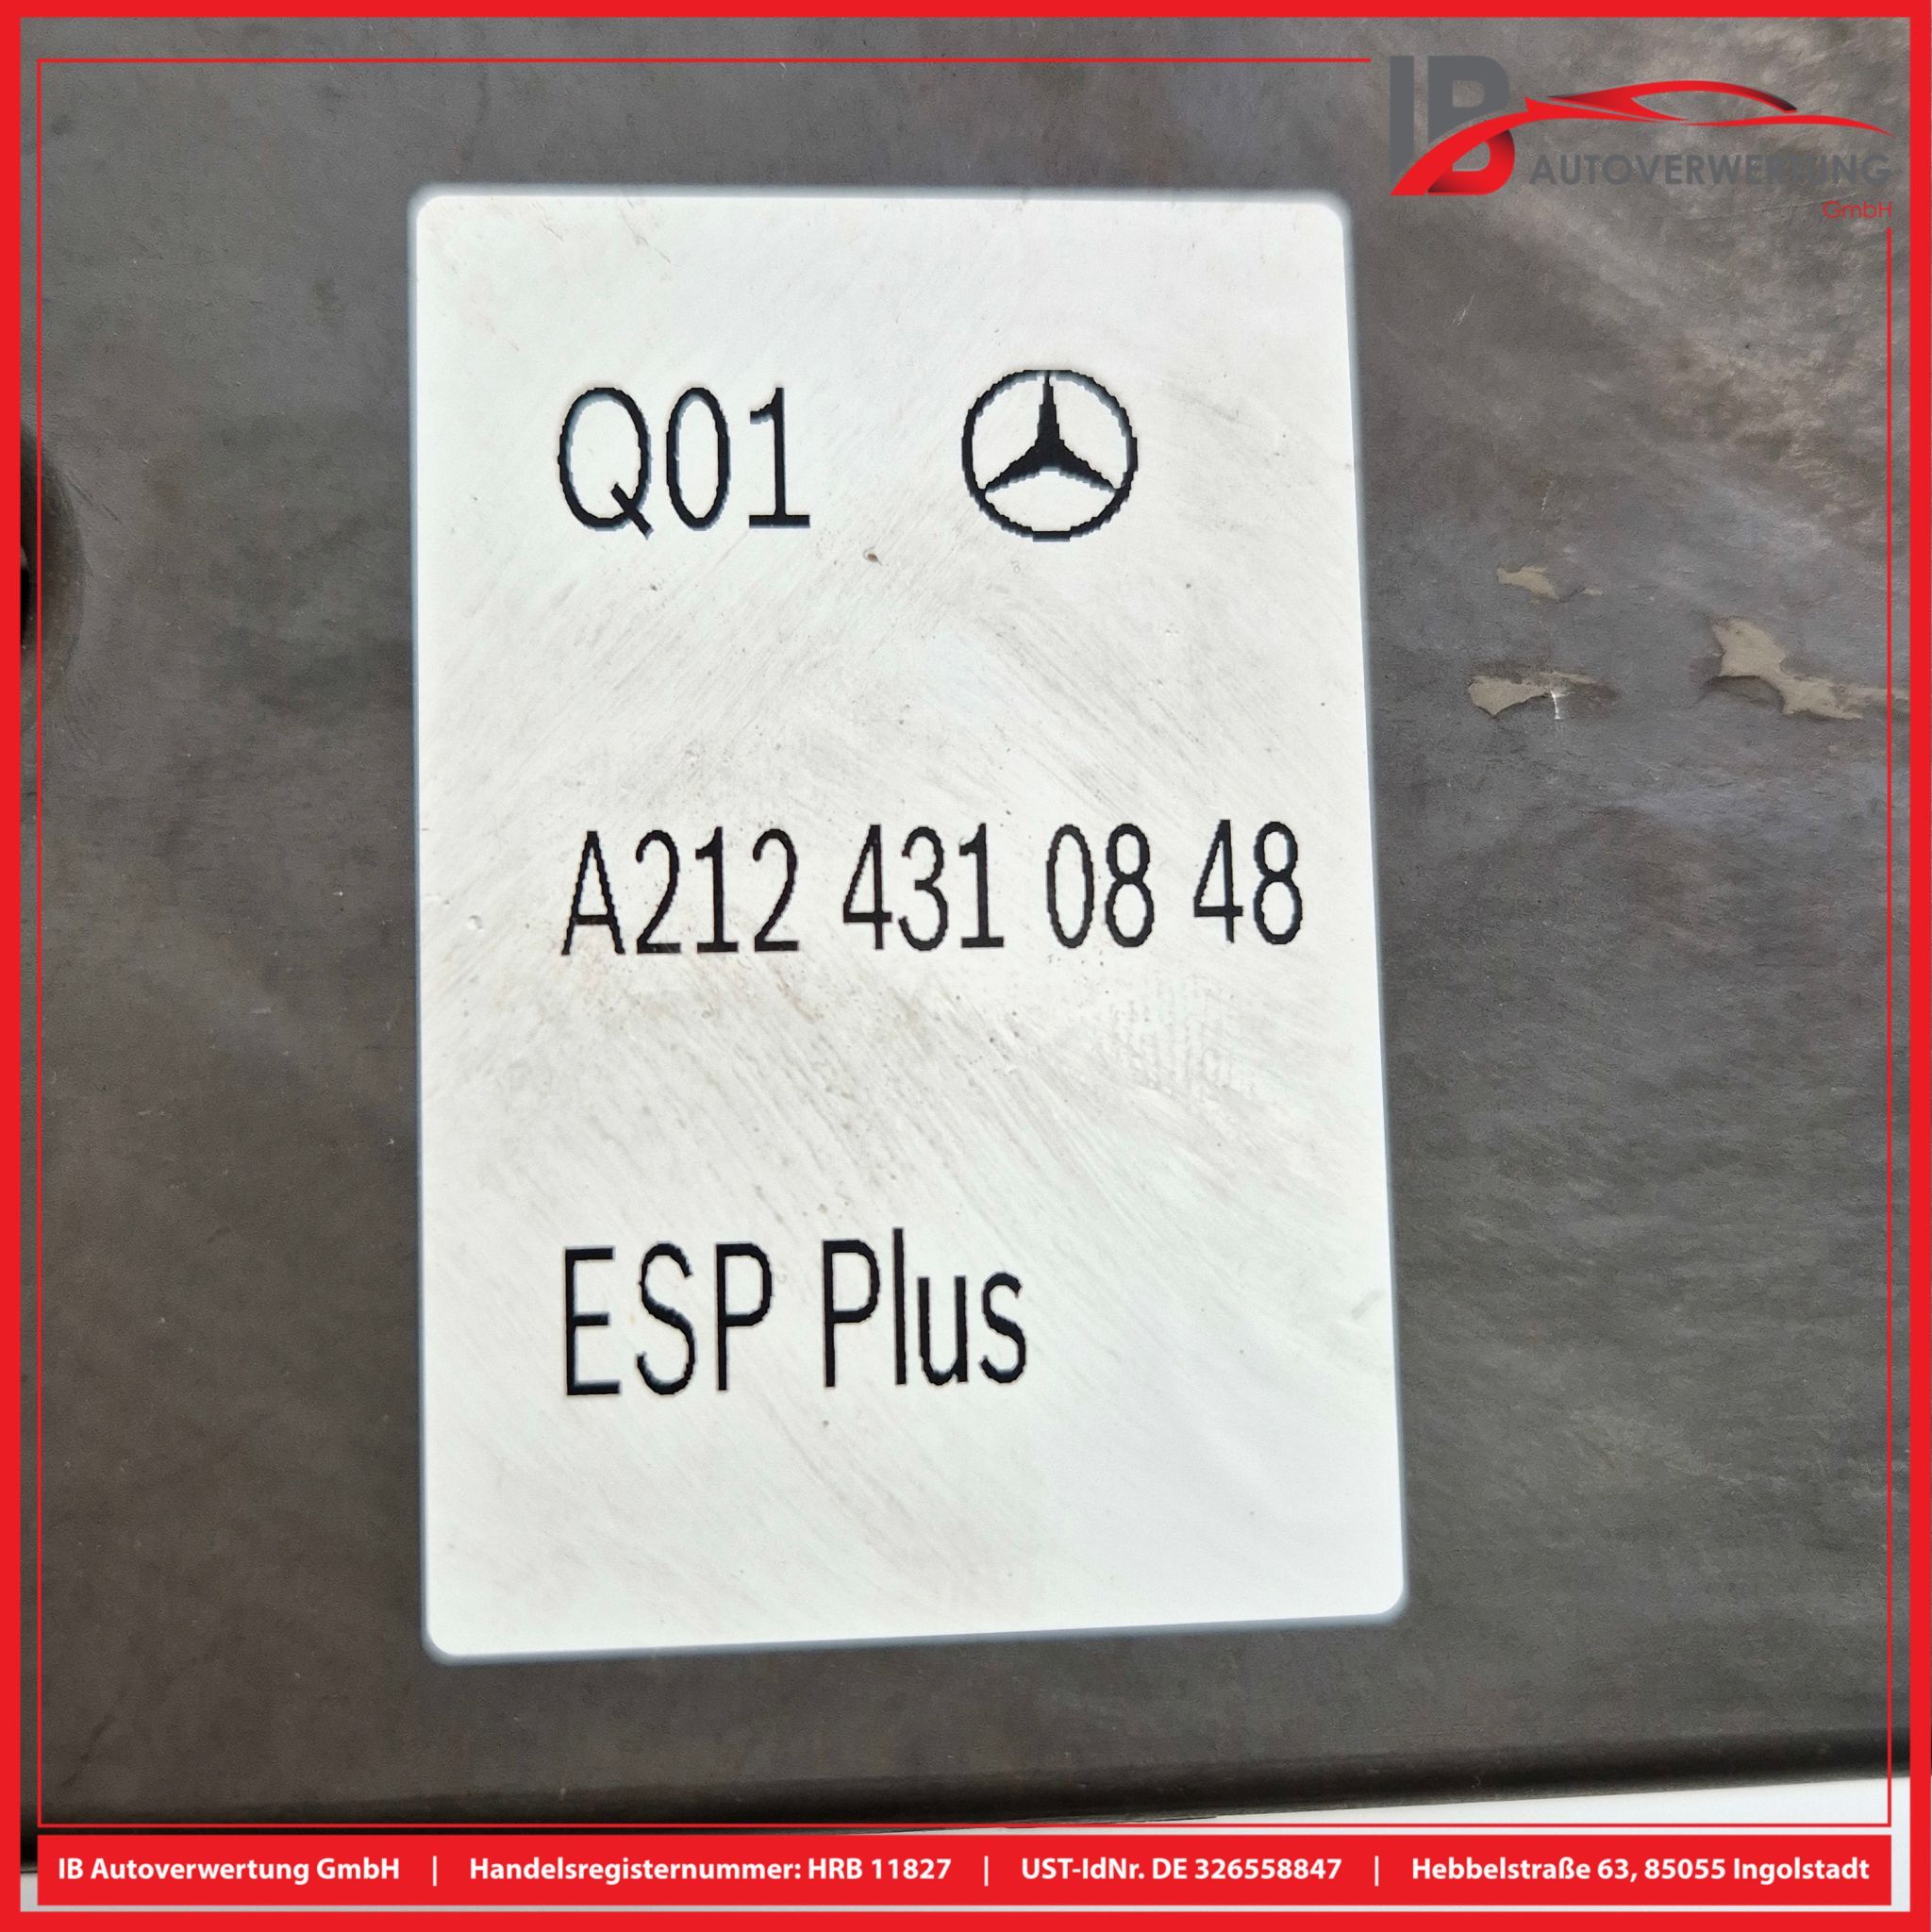 IB
AUTOVERWERTUNG
GmbH
Q01
A212 431 08 48
ESP Plus
IB Autoverwertung GmbH | Handelsregisternummer: HRB 11827 | UST-IdNr. DE 326558847 | Hebbelstraße 63, 85055 Ingolstadt